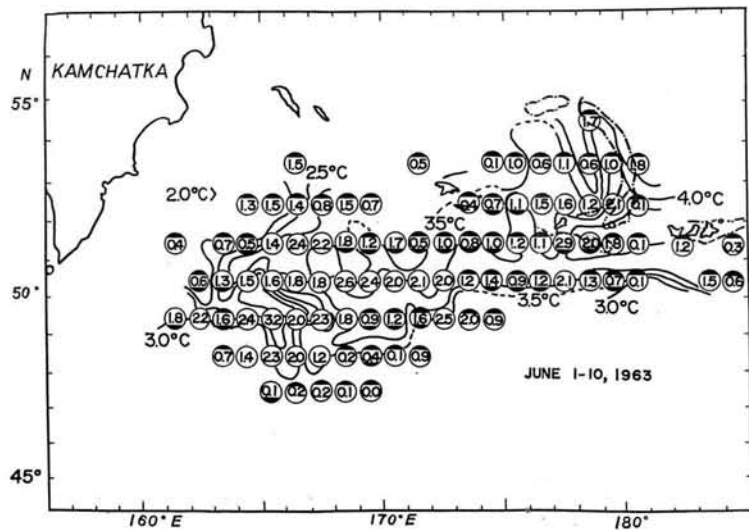 N KAMCHATKA
55°
1.7
1.5 0.5 0.1 1.0 0.6 1.1 0.6 1.0 1.8
2.5°C
2.0°C 1.3 1.5 1.4 0.8 1.5 0.7 0.4 0.7 1.1 1.5 1.6 1.2 2.1 0.1 4.0°C
3.5°C
0.4 0.7 0.5 1.4 2.4 2.2 1.8 1.2 1.7 0.5 1.0 0.8 1.0 1.2 1.1 2.9 2.0 1.8 0.1 1.2 0.3
50° 0.6 1.3 1.5 1.6 1.8 1.8 2.6 2.4 2.0 2.1 2.0 1.2 1.4 0.9 1.2 2.1 1.3 0.7 0.1 1.5 0.6
3.5°C 3.0°C
1.8 2.2 1.6 2.4 3.2 2.0 2.3 1.8 0.9 1.2 1.6 2.5 2.0 0.9
3.0°C
0.7 1.4 2.3 2.0 1.2 0.2 0.4 0.1 0.9
JUNE 1-10, 1963
0.1 0.2 0.2 0.1 0.0
45°
160°E 170°E 180°